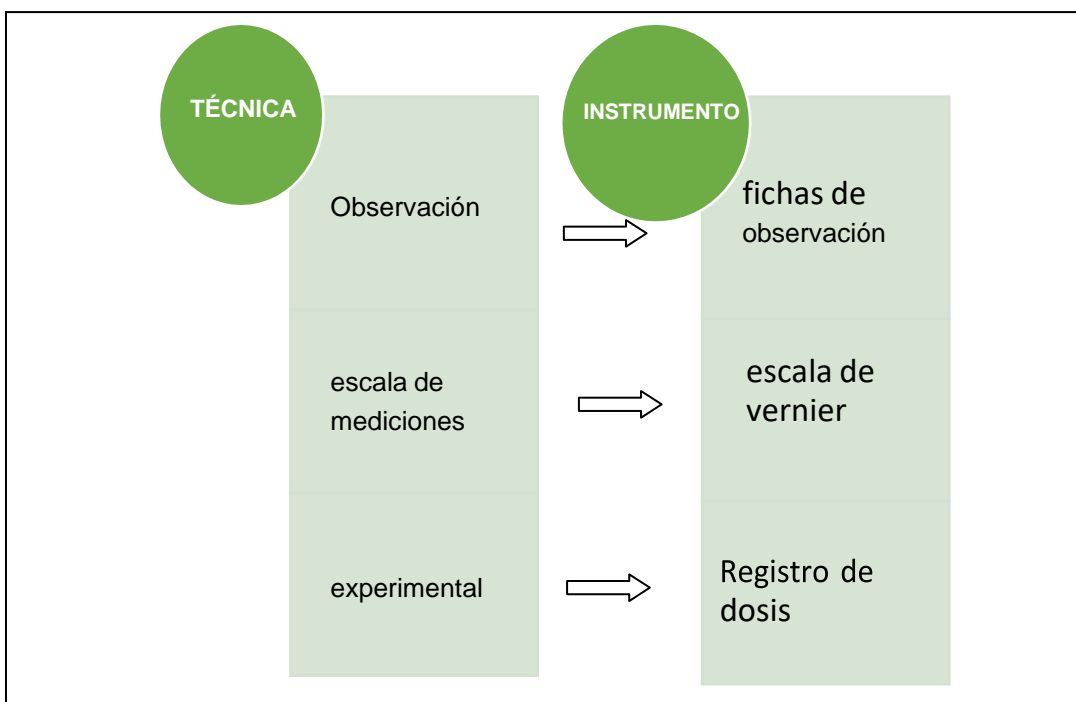 TÉCNICA
INSTRUMENTO
Observación
fichas de
observación
escala de
mediciones
escala de
vernier
experimental
Registro de
dosis